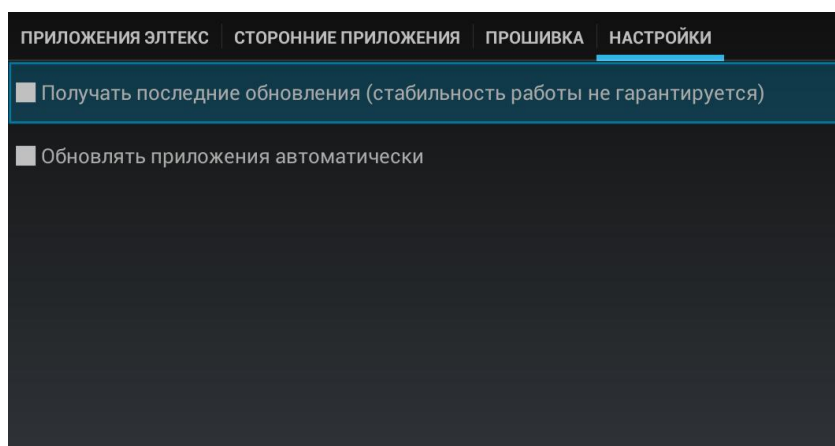 ПРИЛОЖЕНИЯ ЭЛТЕКС СТОРОННИЕ ПРИЛОЖЕНИЯ ПРОШИВКА НАСТРОЙКИ
Получать последние обновления (стабильность работы не гарантируется)
Обновлять приложения автоматически